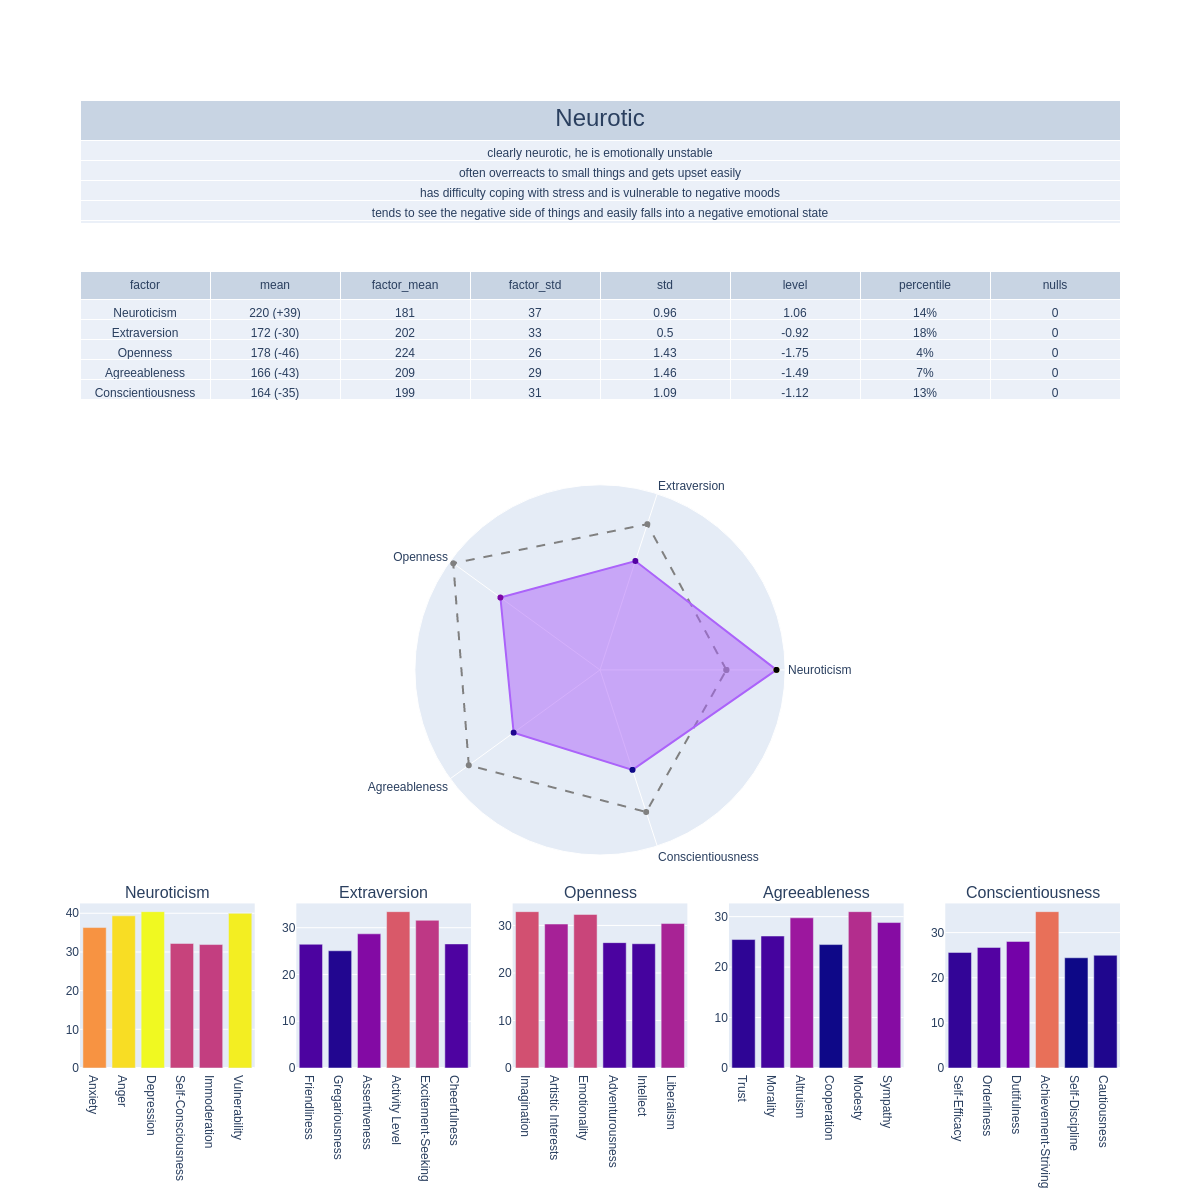 Neurotic
clearly neurotic, he is emotionally unstable
often overreacts to small things and gets upset easily
has difficulty coping with stress and is vulnerable to negative moods
tends to see the negative side of things and easily falls into a negative emotional state
factor mean factor_mean factor_std std level percentile nulls
Neuroticism 220 (+39) 181 37 0.96 1.06 14% 0
Extraversion 172 (-30) 202 33 0.5 -0.92 18% 0
Openness 178 (-46) 224 26 1.43 -1.75 4% 0
Agreeableness 166 (-43) 209 29 1.46 -1.49 7% 0
Conscientiousness 164 (-35) 199 31 1.09 -1.12 13% 0
Extraversion
Openness
Neuroticism
Agreeableness
Conscientiousness
Neuroticism
40
30
20
10
0
Anxiety
Anger
Depression
Self-Consciousness
Immoderation
Vulnerability
Extraversion
30
20
10
0
Friendliness
Gregariousness
Assertiveness
Activity Level
Excitement-Seeking
Cheerfulness
Openness
30
20
10
0
Imagination
Artistic Interests
Emotionality
Adventurousness
Intellect
Liberalism
Agreeableness
30
20
10
0
Trust
Morality
Altruism
Cooperation
Modesty
Sympathy
Conscientiousness
30
20
10
0
Self-Efficacy
Orderliness
Dutifulness
Achievement-Striving
Self-Discipline
Cautiousness